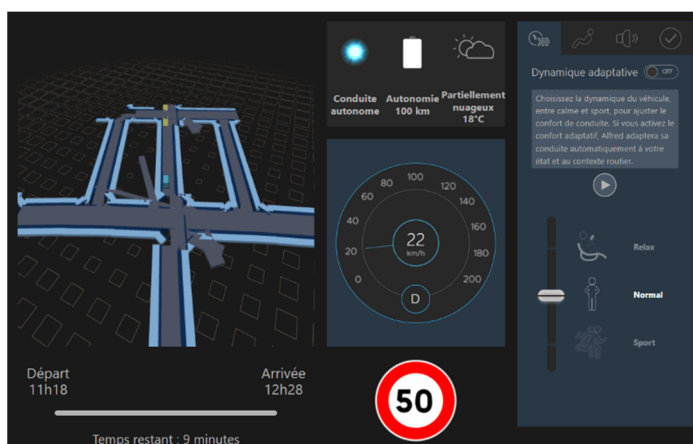 Conduite
autonome
Autonomie
100 km
Partiellement
nuageux
18°C
0
20
40
60
80
100
120
140
160
180
200
22
km/h
D
Départ
11h18
Arrivée
12h28
Temps restant : 9 minutes
50
Dynamique adaptative
OFF
Choisissez la dynamique du véhicule,
entre calme et sport, pour ajuster le
confort de conduite. Si vous activez le
confort adaptatif, Alfred adaptera sa
conduite automatiquement à votre
état et au contexte routier.
Relax
Normal
Sport